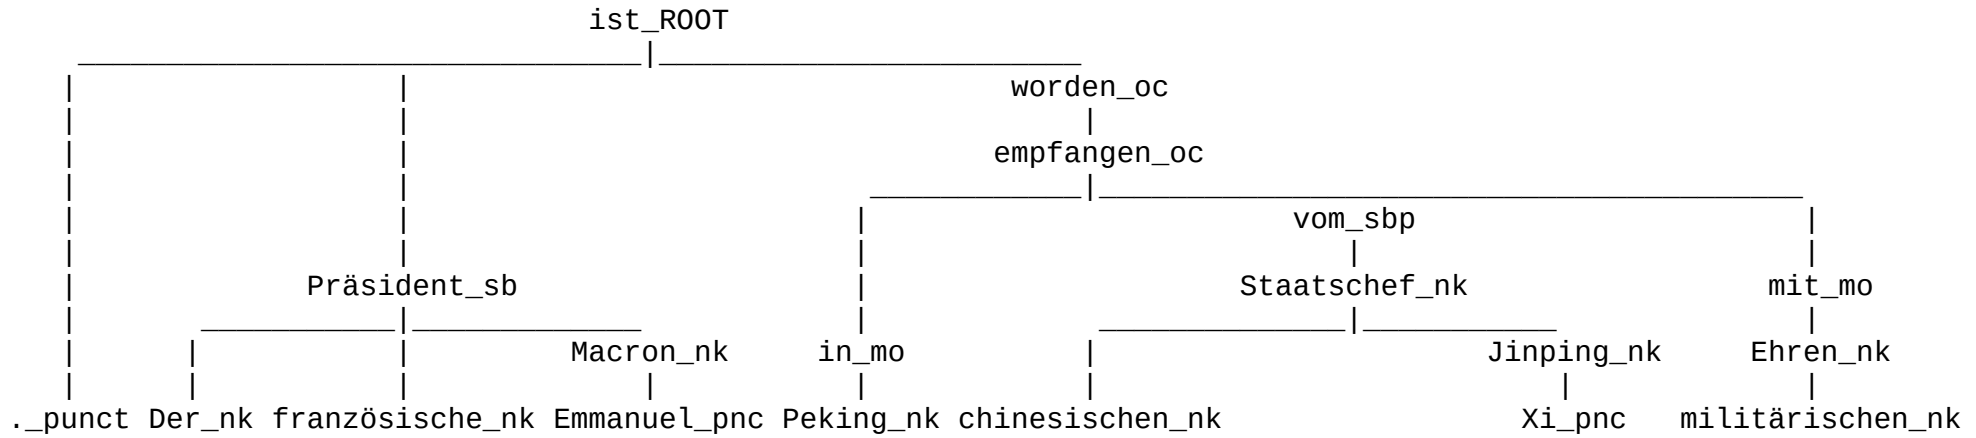 ist_ROOT
worden_oc
empfangen_oc
vom_sbp
Präsident_sb Staatschef_nk mit_mo
Macron_nk in_mo Jinping_nk Ehren_nk
._punct Der_nk französische_nk Emmanuel_pnc Peking_nk chinesischen_nk Xi_pnc militärischen_nk